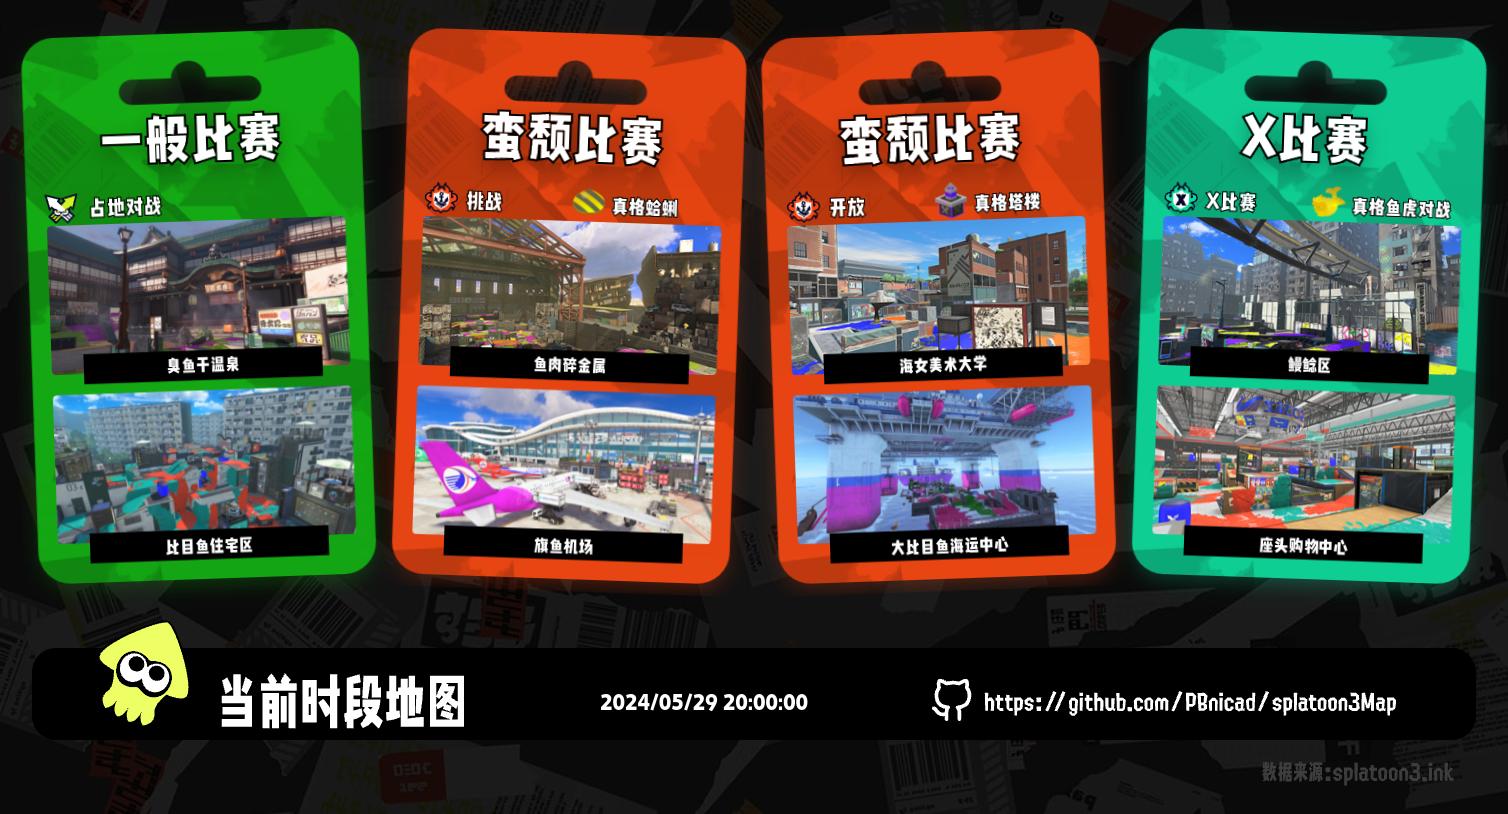 一般比赛
占地对战
臭鱼干温泉
比目鱼住宅区
蛮颓比赛
挑战
真格蛤蜊
鱼肉碎金属
旗鱼机场
蛮颓比赛
开放
真格塔楼
海女美术大学
大比目鱼海运中心
X比赛
X比赛
真格鱼虎对战
鳗鲶区
座头购物中心
当前时段地图
2024/05/29 20:00:00
https://github.com/PBnicad/splatoon3Map
数据来源:splatoon3.ink